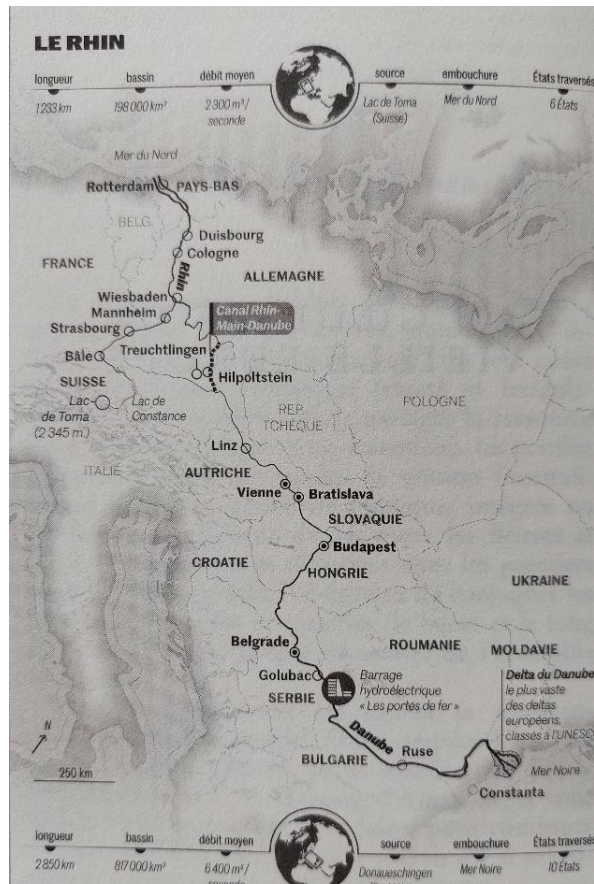 LE RHIN
longueur
bassin
débit moyen
source
embouchure
États traversés
1233 km
198 000 km²
2 300 m³/
seconde
Lac de Toma
(Suisse)
Mer du Nord
6 États
Mer du Nord
Rotterdam
PAYS-BAS
BELG.
Duisbourg
Cologne
FRANCE
Rhin
ALLEMAGNE
Wiesbaden
Mannheim
Canal Rhin-
Main-Danube
Strasbourg
Bâle
Treuchtlingen
Hilpoltstein
SUISSE
Lac
de Toma
(2 345 m.)
Lac de
Constance
RÉP.
TCHÈQUE
POLOGNE
Linz
ITALIE
AUTRICHE
Vienne
Bratislava
SLOVAQUIE
Budapest
CROATIE
HONGRIE
UKRAINE
Belgrade
ROUMANIE
MOLDAVIE
Golubac
SERBIE
Barrage
hydroélectrique
« Les portes de fer »
Delta du Danube
le plus vaste
des deltas
européens,
classés à l'UNESCO
Danube
BULGARIE
Ruse
Mer Noire
Constanta
N
250 km
longueur
bassin
débit moyen
source
embouchure
États traversés
2 850 km
817 000 km²
6 400 m³/
seconde
Donaueschingen
Mer Noire
10 États